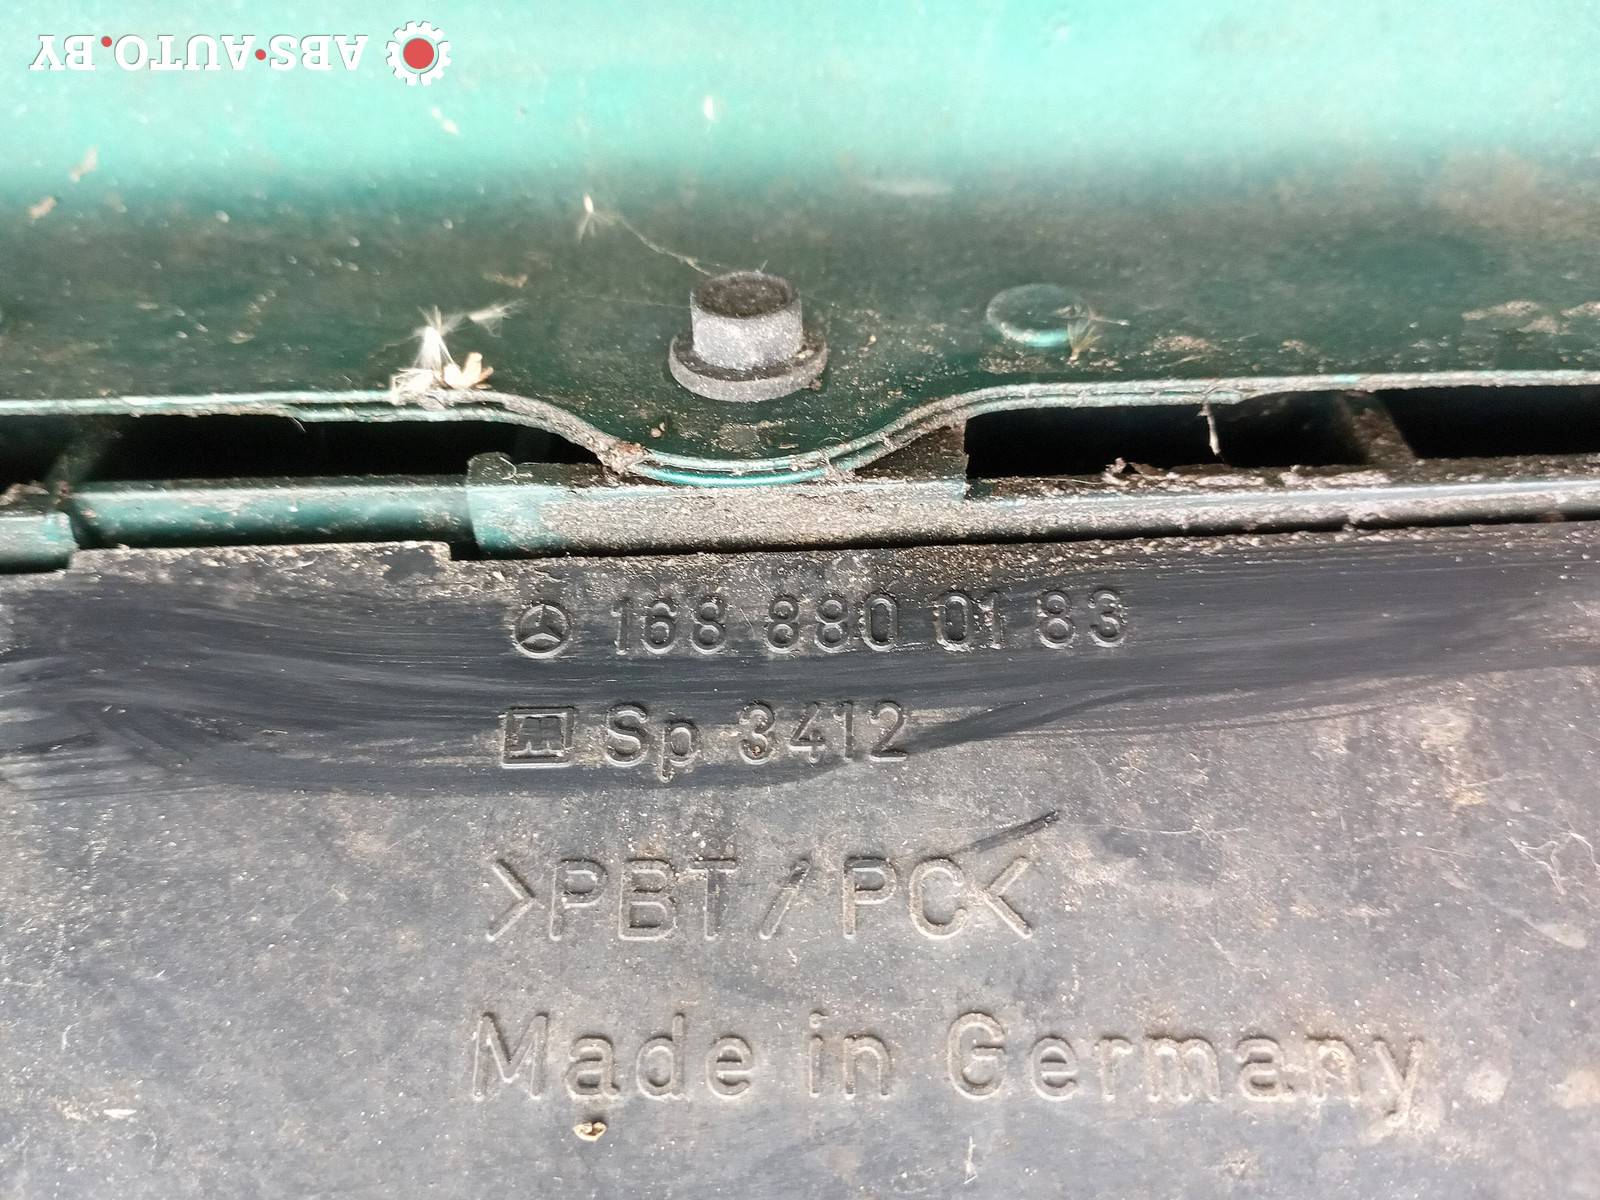 ABS•AUTO•BY
168 880 01 83
Sp 3412
>PBT / PC<
Made in Germany